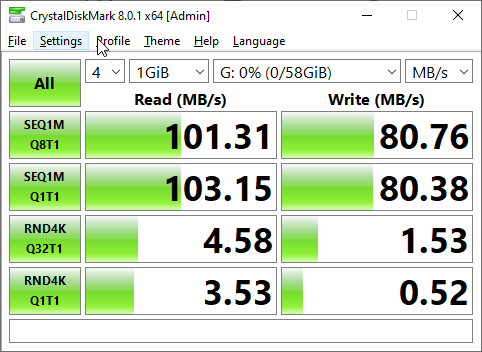 CrystalDiskMark 8.0.1 x64 [Admin]
File Settings Profile Theme Help Language
All 4 1GiB G: 0% (0/58GiB) MB/s
Read (MB/s) Write (MB/s)
SEQ1M Q8T1 101.31 80.76
SEQ1M Q1T1 103.15 80.38
RND4K Q32T1 4.58 1.53
RND4K Q1T1 3.53 0.52